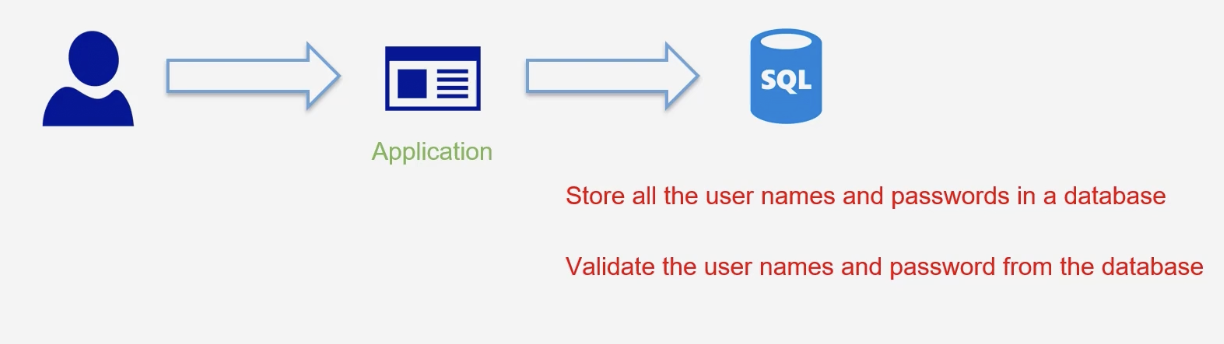 SQL
Application
Store all the user names and passwords in a database
Validate the user names and password from the database